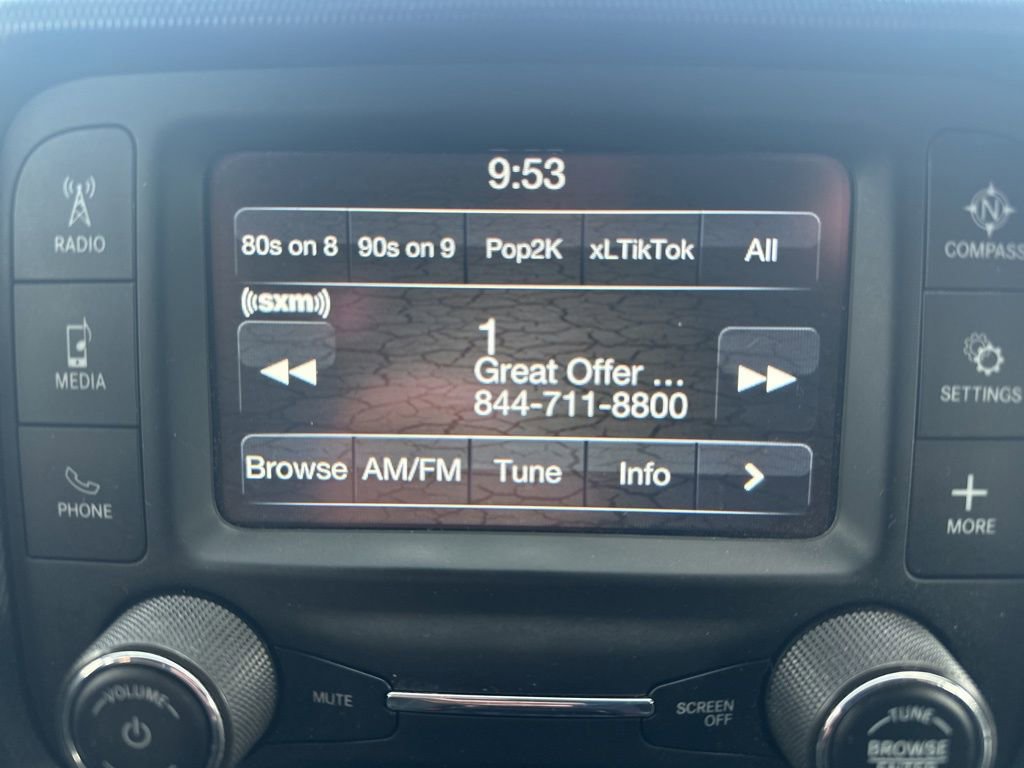 9:53
80s on 8 90s on 9 Pop2K xLTikTok All
((sxm))
1
Great Offer ...
844-711-8800
Browse AM/FM Tune Info
RADIO
MEDIA
PHONE
N
COMPASS
SETTINGS
MORE
VOLUME
MUTE
SCREEN
OFF
TUNE
BROWSE
ENTER